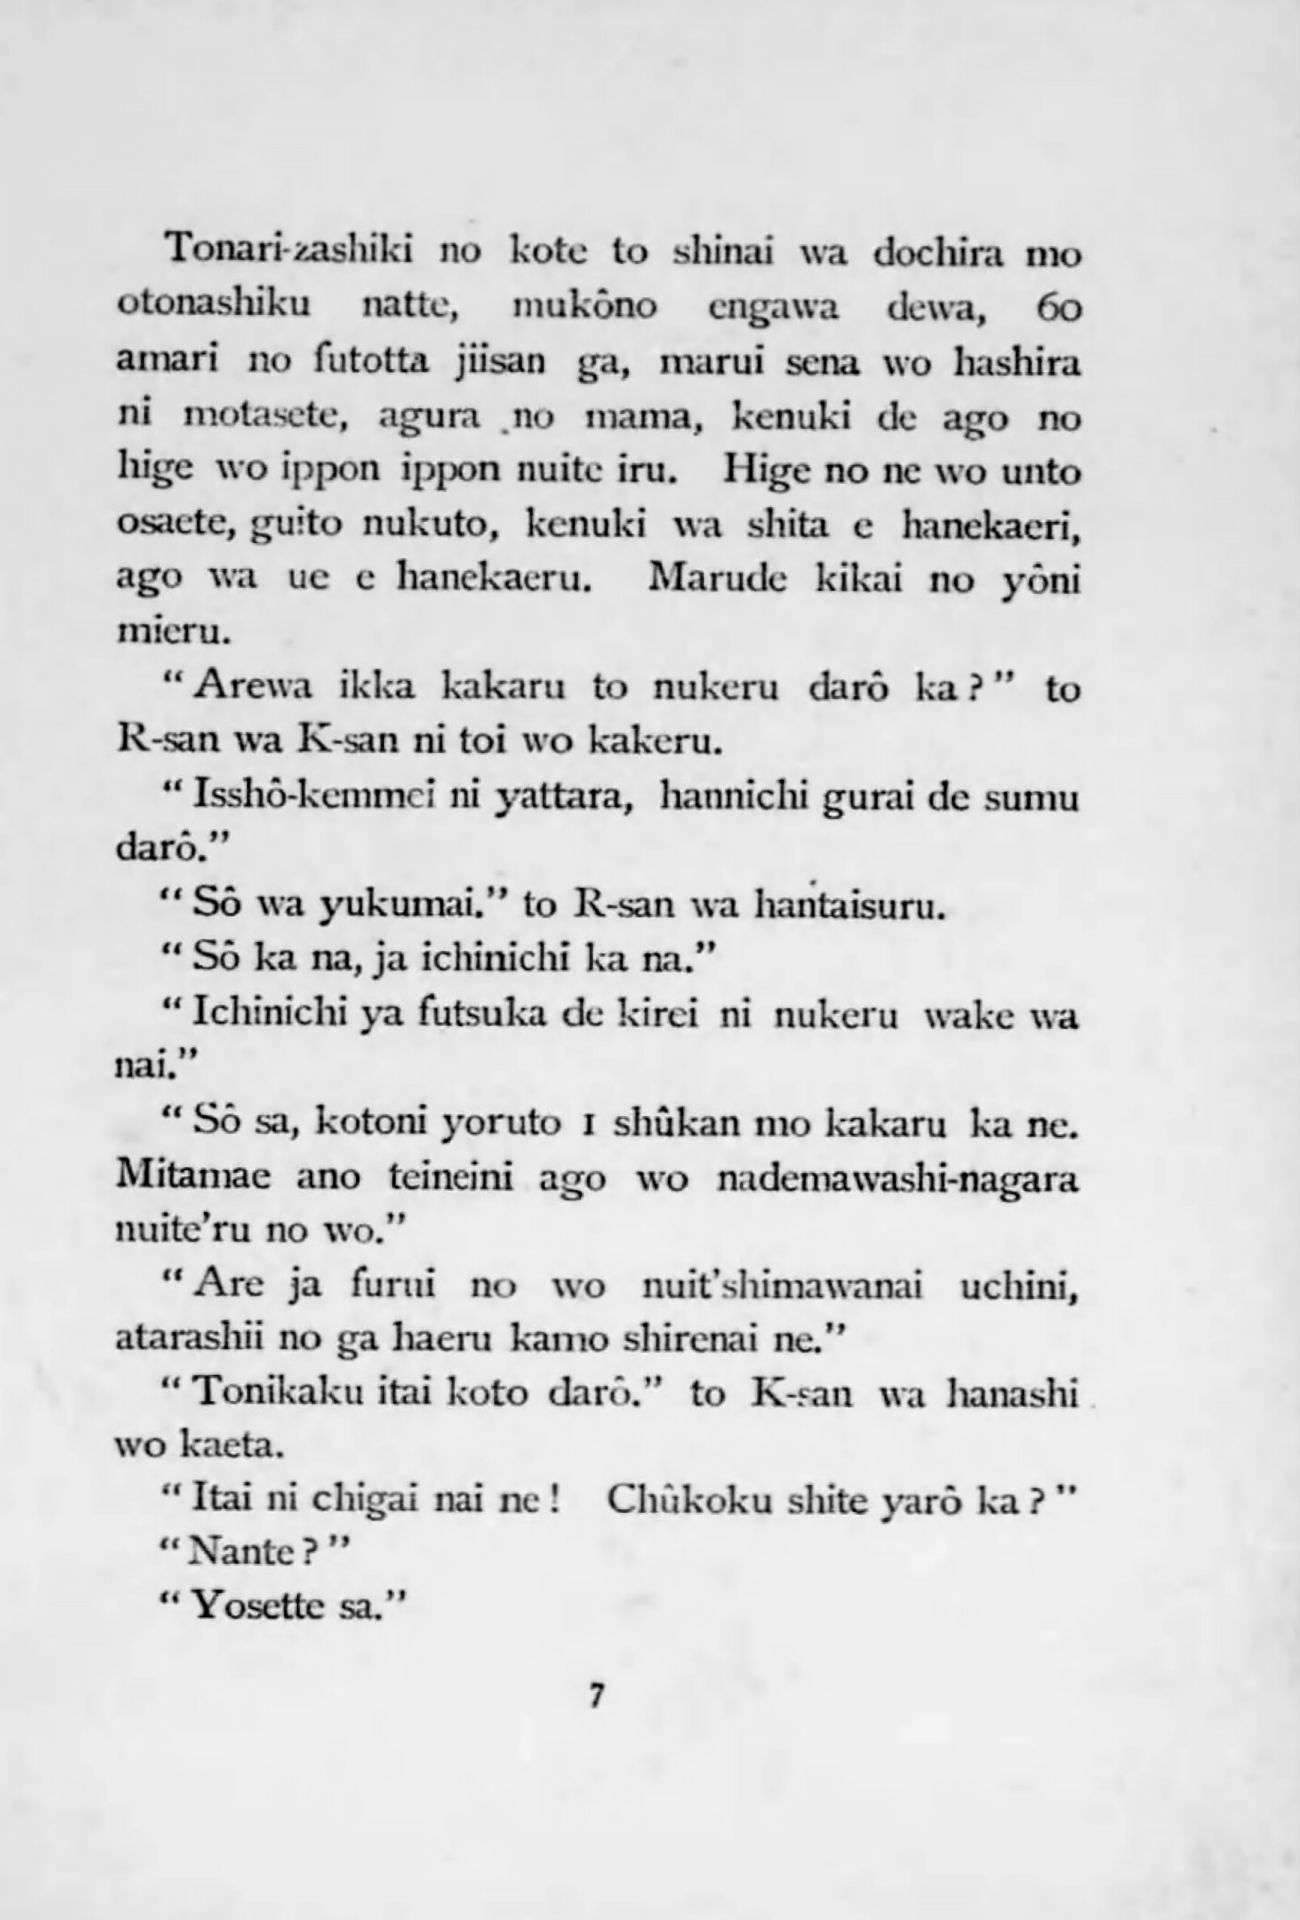 Tonari-zashiki no kote to shinai wa dochira mo
otonashiku natte, mukôno engawa dewa, 60
amari no futotta jiisan ga, marui sena wo hashira
ni motasete, agura no mama, kenuki de ago no
hige wo ippon ippon nuite iru. Hige no ne wo unto
osaete, guito nukuto, kenuki wa shita e hanekaeri,
ago wa ue e hanekaeru. Marude kikai no yôni
mieru.
“Arewa ikka kakaru to nukeru darô ka?” to
R-san wa K-san ni toi wo kakeru.
“Isshô-kemmei ni yattara, hannichi gurai de sumu
darô.”
“Sô wa yukumai.” to R-san wa hantaisuru.
“Sô ka na, ja ichinichi ka na.”
“Ichinichi ya futsuka de kirei ni nukeru wake wa
nai.”
“Sô sa, kotoni yoruto 1 shûkan mo kakaru ka ne.
Mitamae ano teineini ago wo nademawashi-nagara
nuite’ru no wo.”
“Are ja furui no wo nuit’shimawanai uchini,
atarashii no ga haeru kamo shirenai ne.”
“Tonikaku itai koto darô.” to K-san wa hanashi
wo kaeta.
“Itai ni chigai nai ne! Chûkoku shite yarô ka?”
“Nante?”
“Yosette sa.”
7